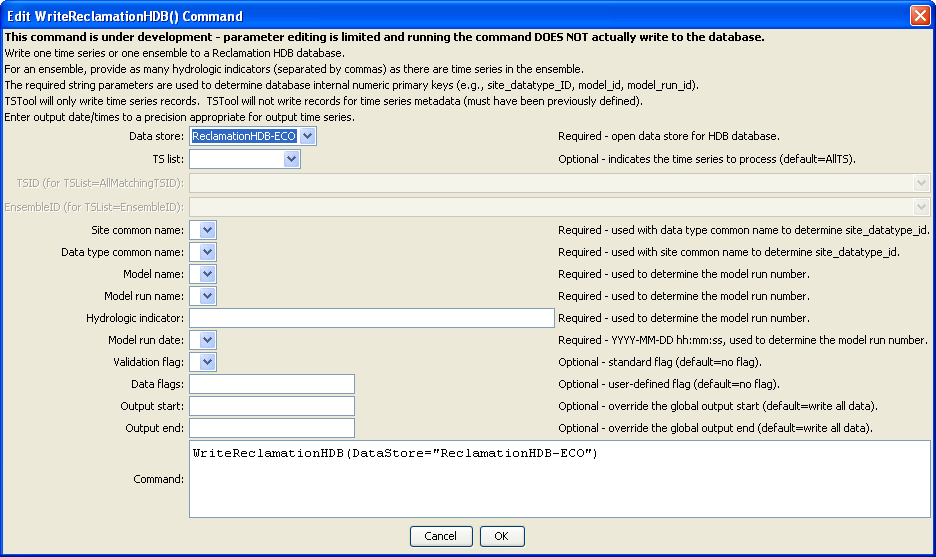 Edit WriteReclamationHDB() Command
This command is under development - parameter editing is limited and running the command DOES NOT actually write to the database.
Write one time series or one ensemble to a Reclamation HDB database.
For an ensemble, provide as many hydrologic indicators (separated by commas) as there are time series in the ensemble.
The required string parameters are used to determine database internal numeric primary keys (e.g., site_datatype_ID, model_id, model_run_id).
TSTool will only write time series records.  TSTool will not write records for time series metadata (must have been previously defined).
Enter output date/times to a precision appropriate for output time series.
Data store: ReclamationHDB-ECO Required - open data store for HDB database.
TS list: Optional - indicates the time series to process (default=AllTS).
TSID (for TSList=AllMatchingTSID):
EnsembleID (for TSList=EnsembleID):
Site common name: Required - used with data type common name to determine site_datatype_id.
Data type common name: Required - used with site common name to determine site_datatype_id.
Model name: Required - used to determine the model run number.
Model run name: Required - used to determine the model run number.
Hydrologic indicator: Required - used to determine the model run number.
Model run date: Required - YYYY-MM-DD hh:mm:ss, used to determine the model run number.
Validation flag: Optional - standard flag (default=no flag).
Data flags: Optional - user-defined flag (default=no flag).
Output start: Optional - override the global output start (default=write all data).
Output end: Optional - override the global output end (default=write all data).
Command: WriteReclamationHDB(DataStore="ReclamationHDB-ECO")
Cancel OK